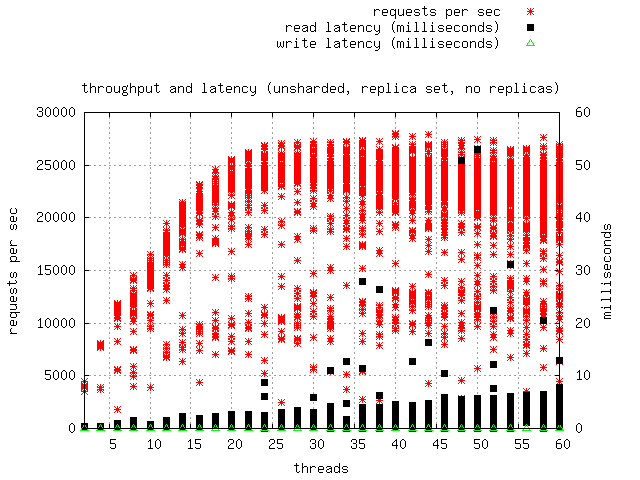 requests per sec
read latency (milliseconds)
write latency (milliseconds)
throughput and latency (unsharded, replica set, no replicas)
30000
25000
20000
15000
10000
5000
0
requests per sec
60
50
40
30
20
10
0
milliseconds
5 10 15 20 25 30 35 40 45 50 55 60
threads